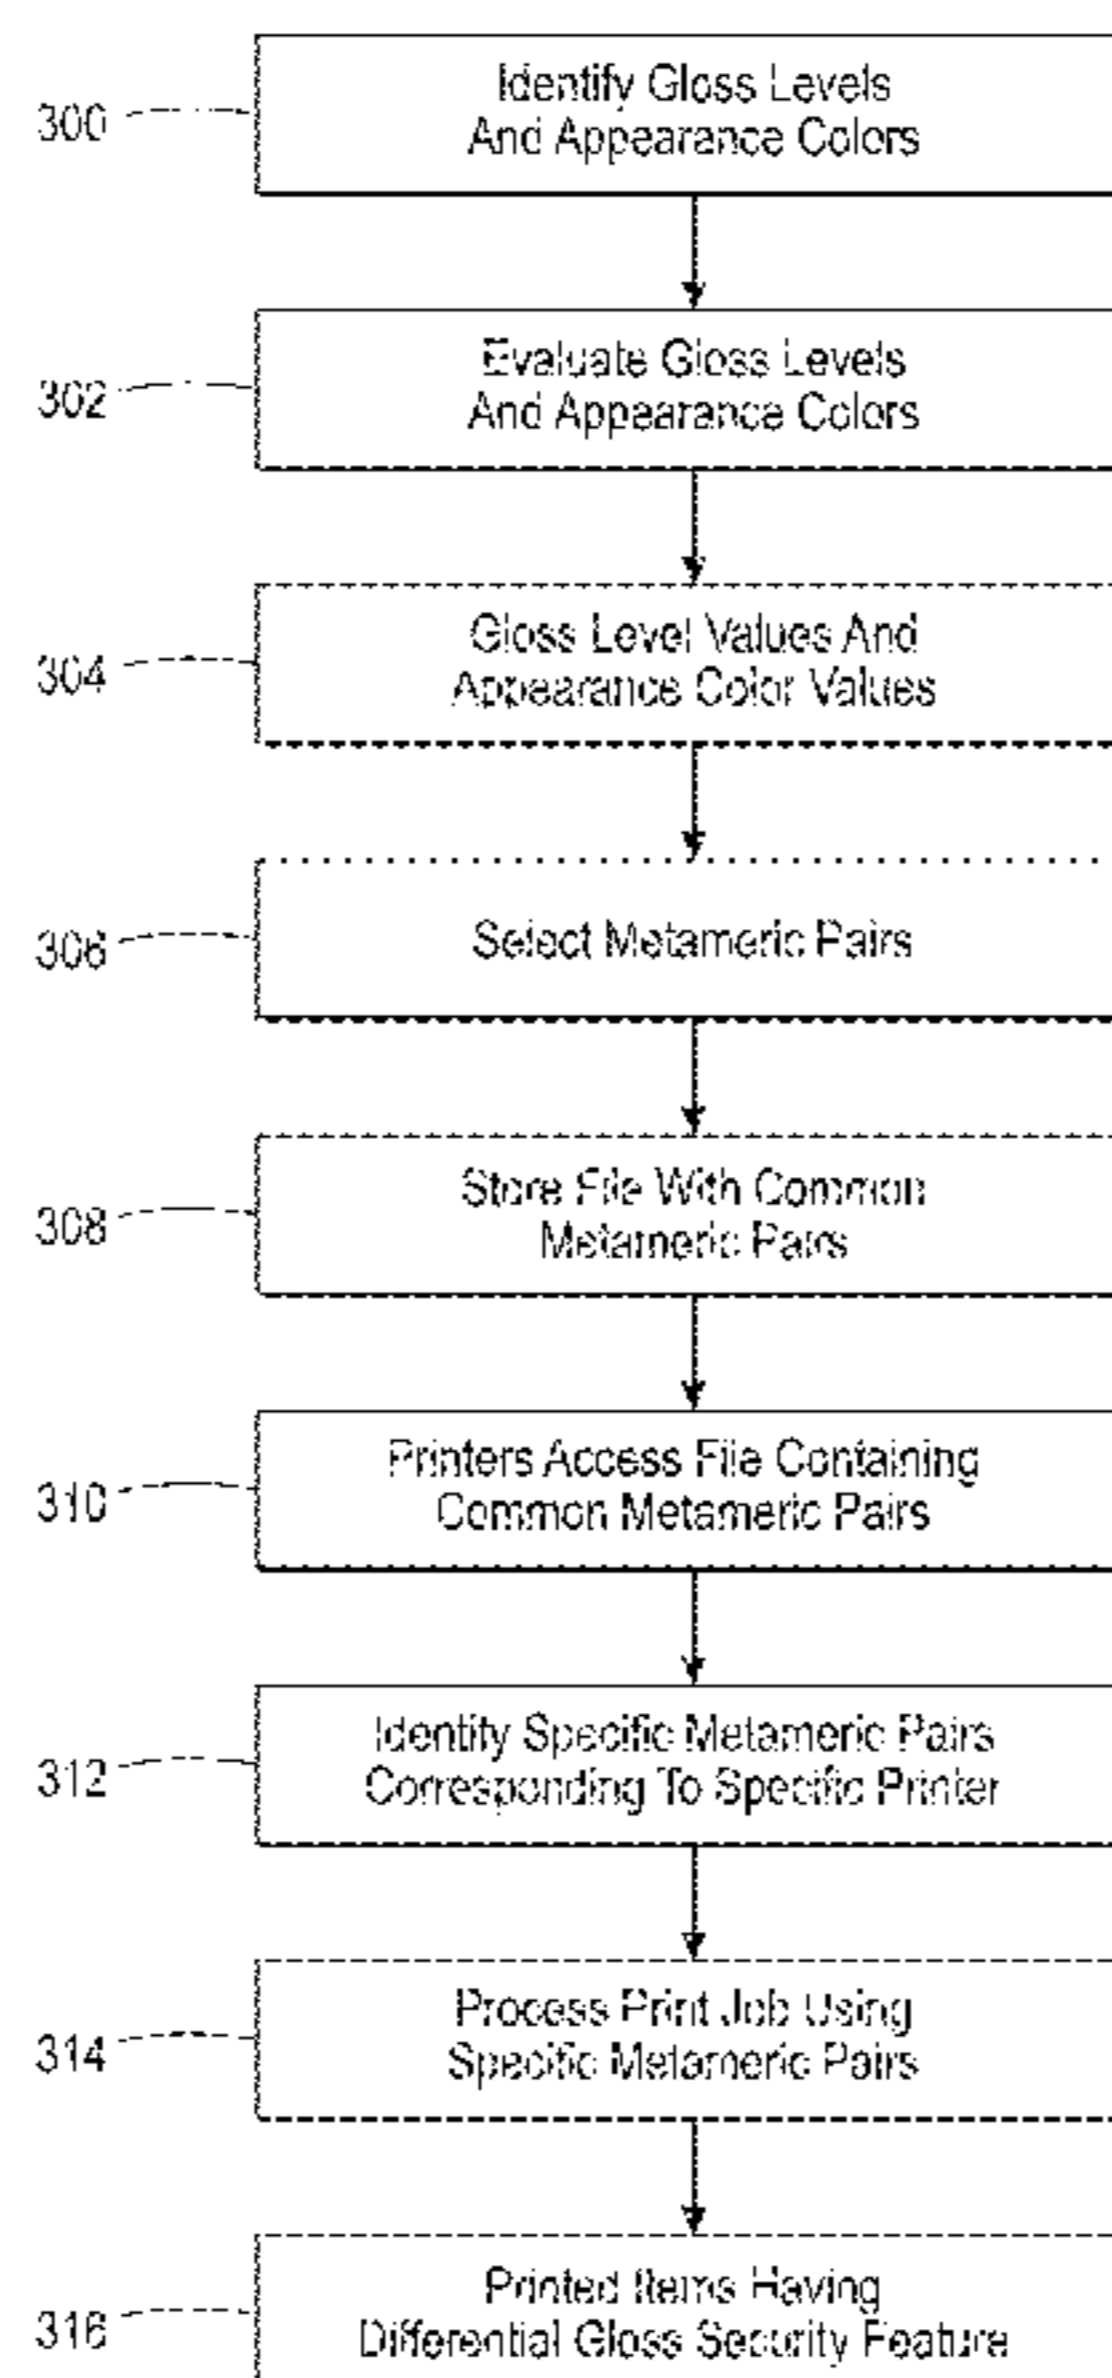 300
Identify Gloss Levels
And Appearance Colors
302
Evaluate Gloss Levels
And Appearance Colors
304
Gloss Level Values And
Appearance Color Values
306
Select Metameric Pairs
308
Store File With Common
Metameric Pairs
310
Printers Access File Containing
Common Metameric Pairs
312
Identify Specific Metameric Pairs
Corresponding To Specific Printer
314
Process Print Job Using
Specific Metameric Pairs
316
Printed Items Having
Differential Gloss Security Feature